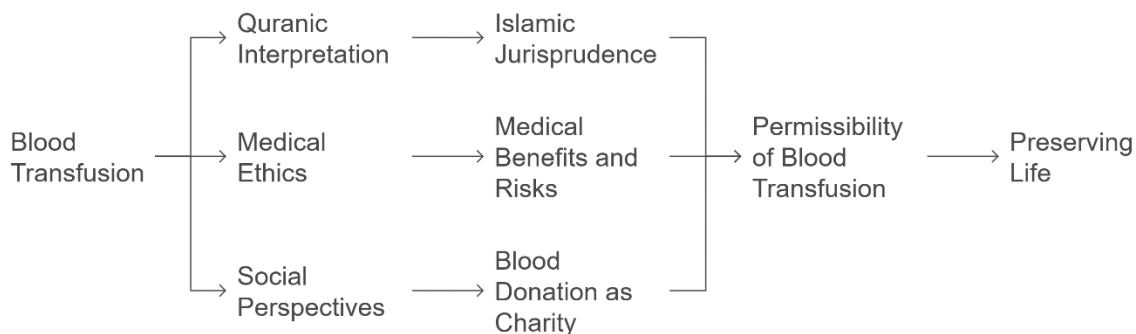 Blood
Transfusion
Quranic
Interpretation
Islamic
Jurisprudence
Medical
Ethics
Medical
Benefits and
Risks
Social
Perspectives
Blood
Donation as
Charity
Permissibility
of Blood
Transfusion
Preserving
Life